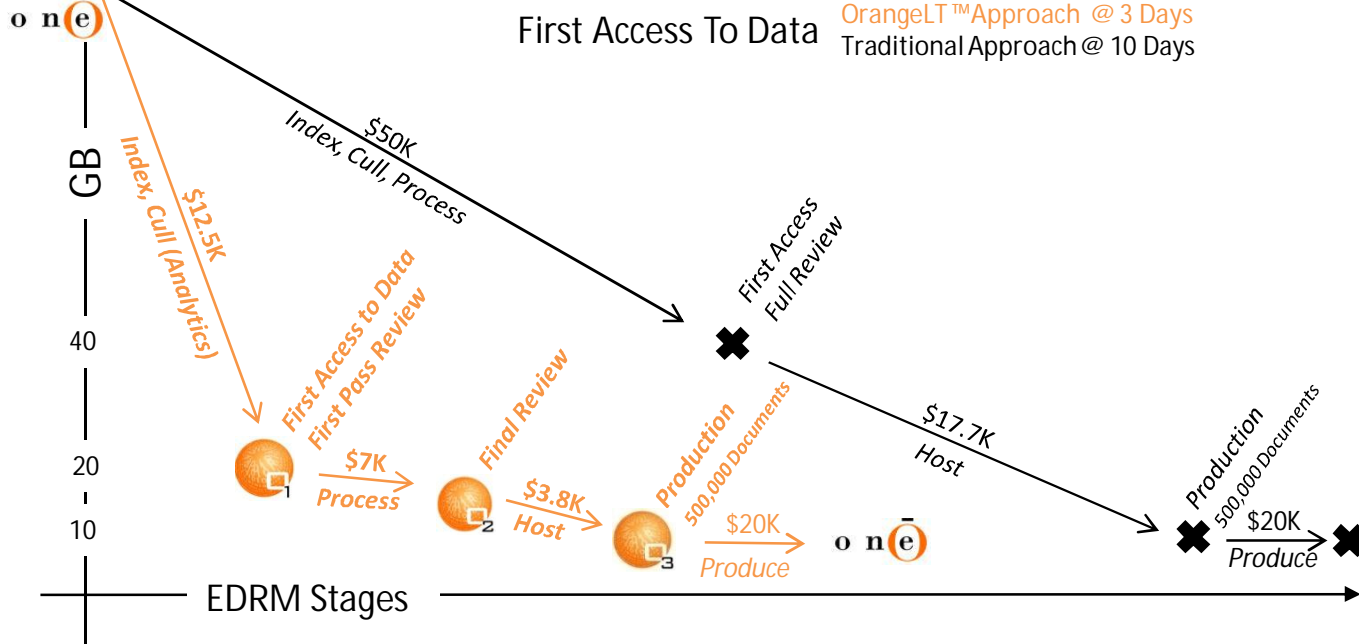 o n ē
First Access To Data
OrangeLT™Approach @ 3 Days
Traditional Approach @ 10 Days
GB
40
20
10
$50K
Index, Cull, Process
$12.5K
Index, Cull (Analytics)
First Access to Data
First Pass Review
1
$7K
Process
Final Review
2
$3.8K
Host
Production
500,000 Documents
3
$20K
Produce
o n ē
First Access
Full Review
$17.7K
Host
Production
500,000 Documents
$20K
Produce
EDRM Stages